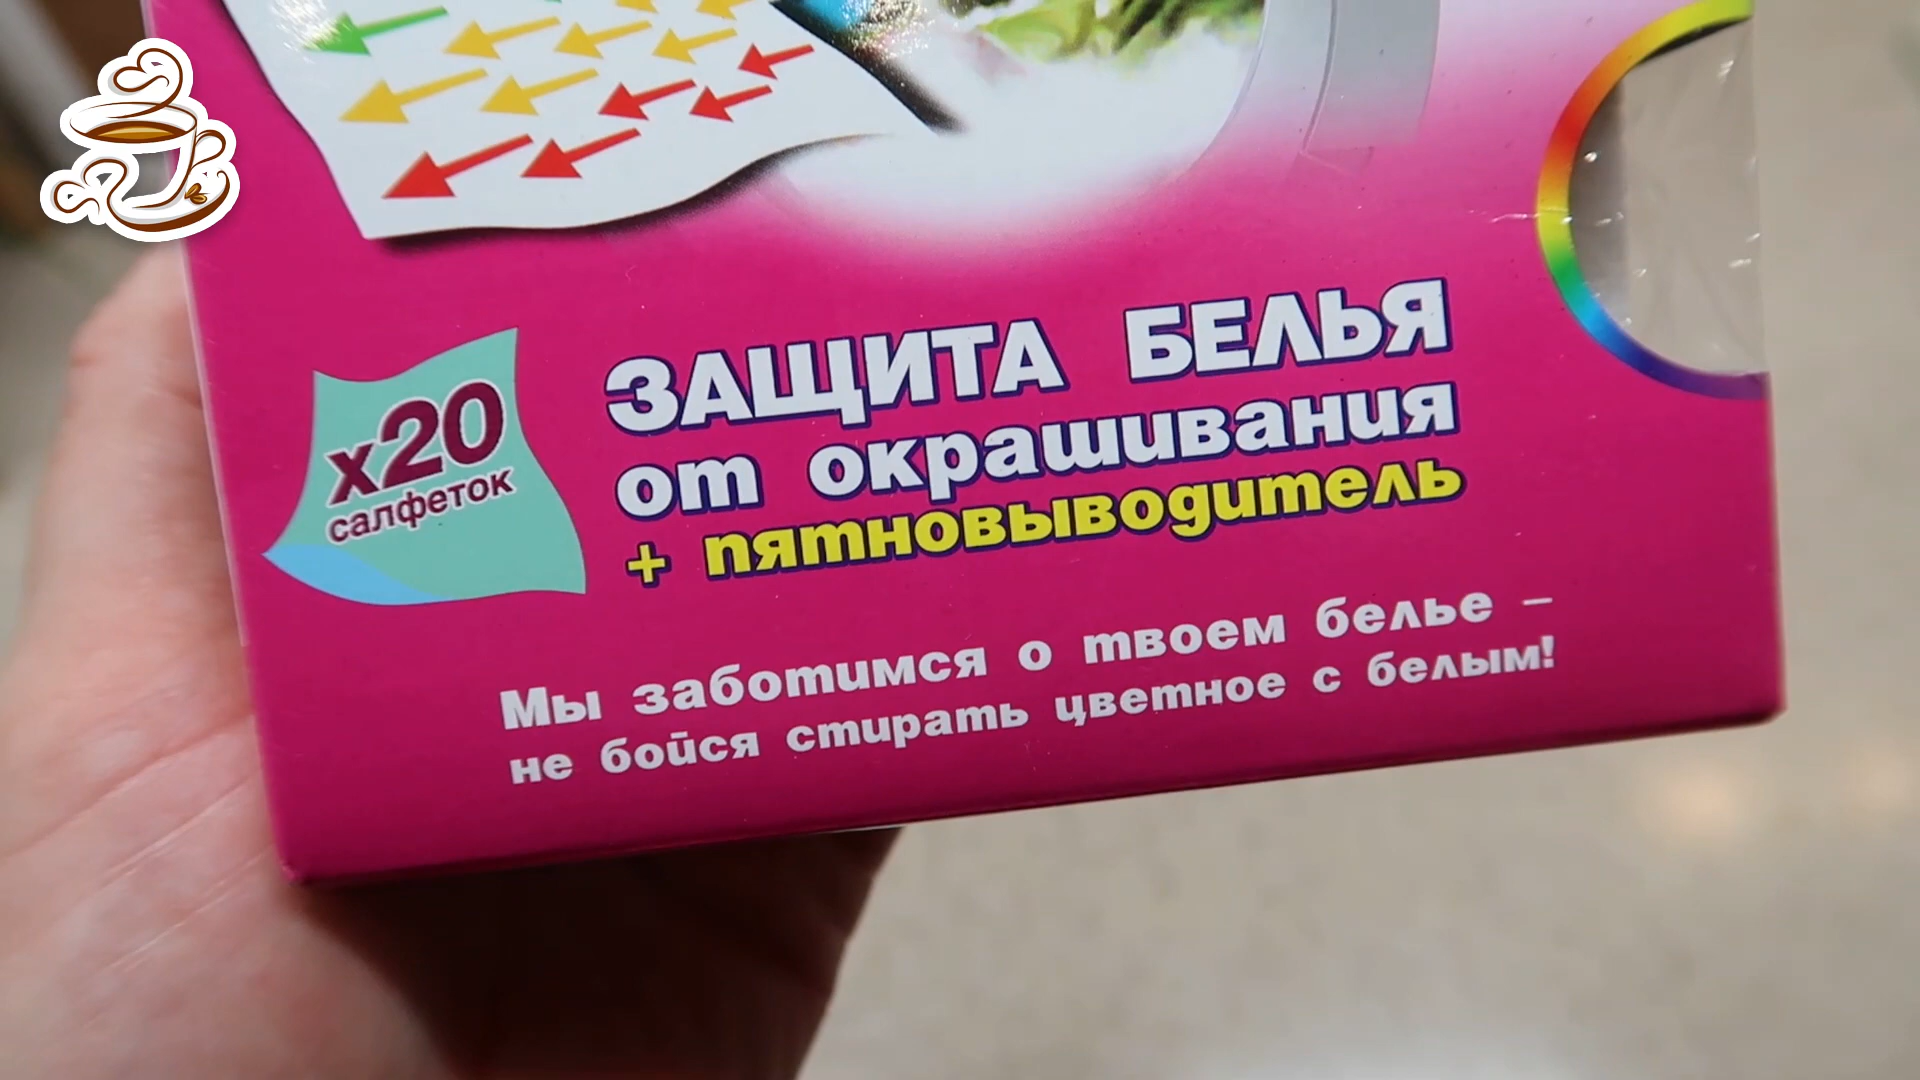 x20
салфеток
ЗАЩИТА БЕЛЬЯ
от окрашивания
+ пятновыводитель
Мы заботимся о твоем белье –
не бойся стирать цветное с белым!